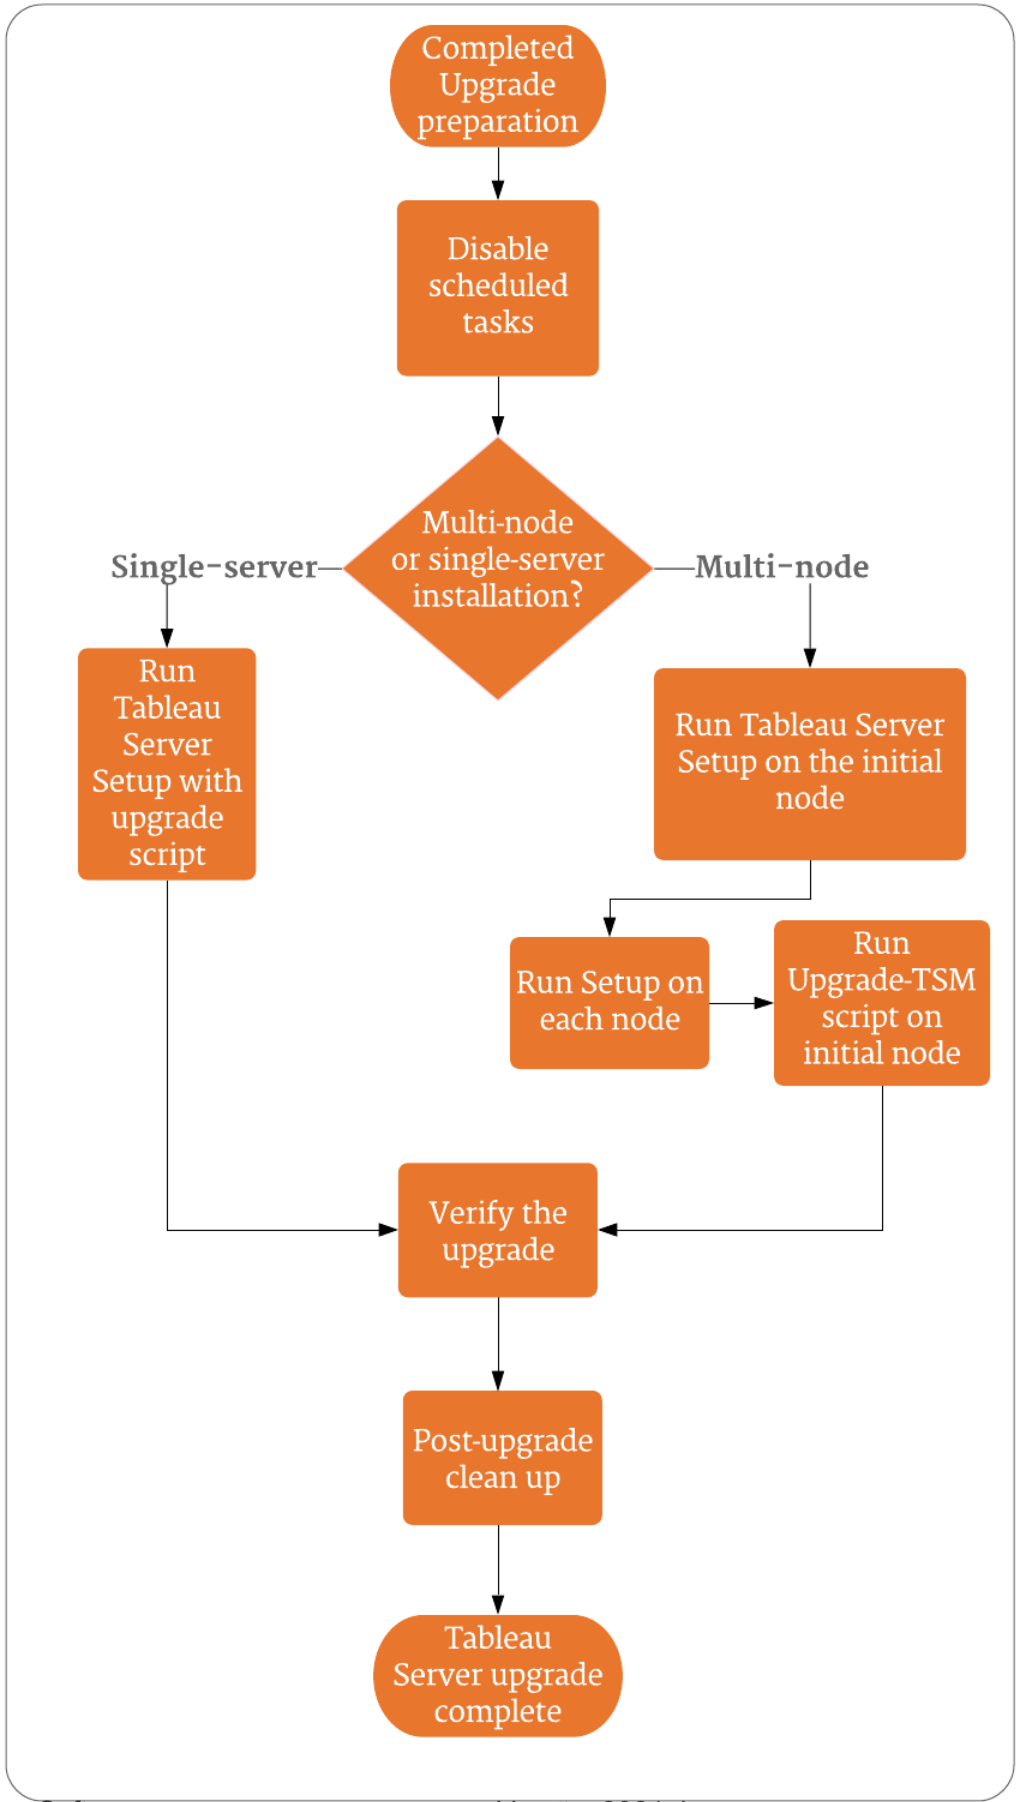 Completed
Upgrade
preparation
Disable
scheduled
tasks
Multi-node
or single-server
installation?
Single-server
Multi-node
Run
Tableau
Server
Setup with
upgrade
script
Run Tableau Server
Setup on the initial
node
Run Setup on
each node
Run
Upgrade-TSM
script on
initial node
Verify the
upgrade
Post-upgrade
clean up
Tableau
Server upgrade
complete